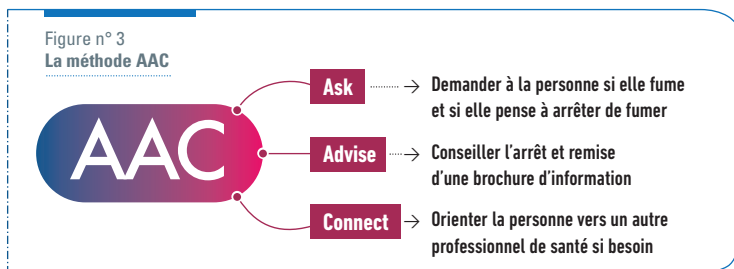 Figure n° 3
La méthode AAC
AAC
Ask
Demander à la personne si elle fume
et si elle pense à arrêter de fumer
Advise
Conseiller l’arrêt et remise
d’une brochure d’information
Connect
Orienter la personne vers un autre
professionnel de santé si besoin